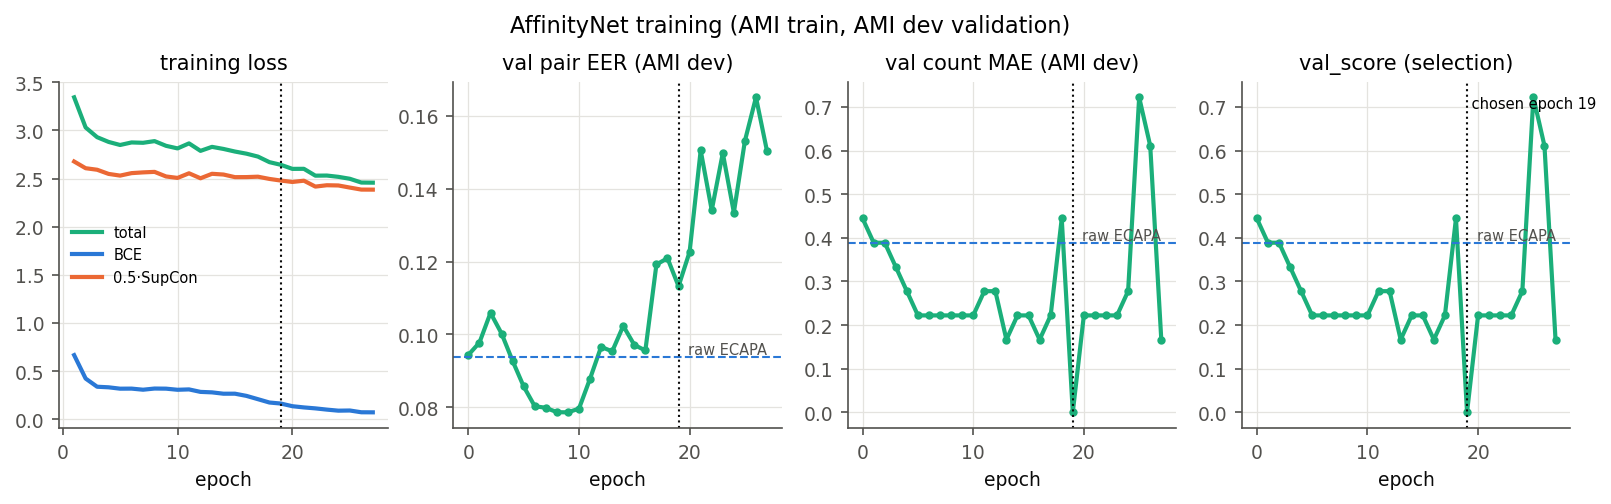 AffinityNet training (AMI train, AMI dev validation)
training loss
3.5
3.0
2.5
2.0
1.5
1.0
0.5
0.0
total
BCE
0.5·SupCon
0
10
20
epoch
val pair EER (AMI dev)
0.16
0.14
0.12
0.10
0.08
raw ECAPA
0
10
20
epoch
val count MAE (AMI dev)
0.7
0.6
0.5
0.4
0.3
0.2
0.1
0.0
raw ECAPA
0
10
20
epoch
val_score (selection)
0.7
0.6
0.5
0.4
0.3
0.2
0.1
0.0
chosen epoch 19
raw ECAPA
0
10
20
epoch